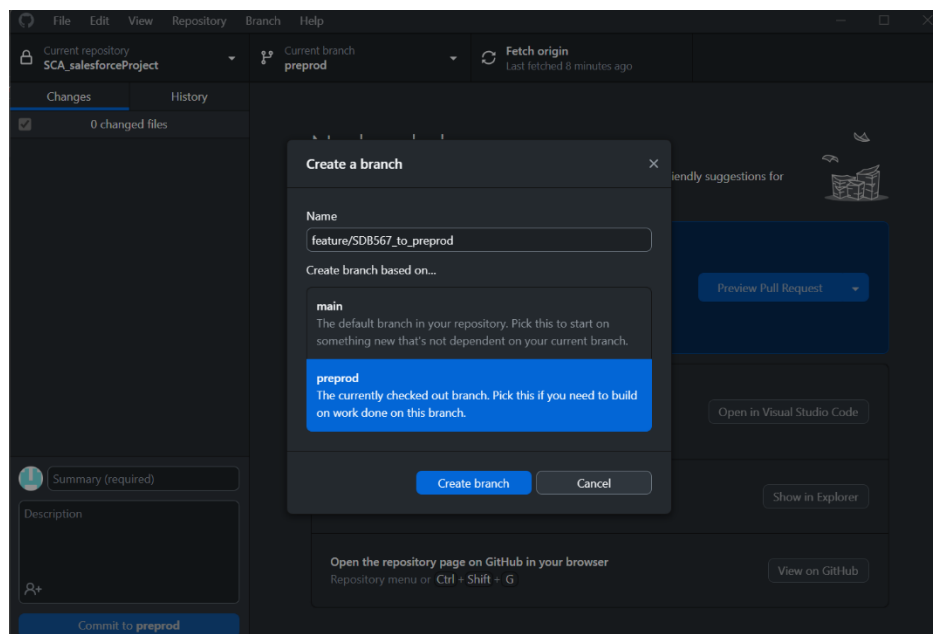 File Edit View Repository Branch Help
Current repository
SCA_salesforceProject
Current branch
preprod
Fetch origin
Last fetched 8 minutes ago
Changes History
0 changed files
Create a branch
iendly suggestions for
Name
feature/SDB567_to_preprod
Create branch based on...
main
The default branch in your repository. Pick this to start on
something new that's not dependent on your current branch.
preprod
The currently checked out branch. Pick this if you need to build
on work done on this branch.
Create branch Cancel
Preview Pull Request
Open in Visual Studio Code
Show in Explorer
Summary (required)
Description
Open the repository page on GitHub in your browser
Repository menu or Ctrl + Shift + G
View on GitHub
Commit to preprod